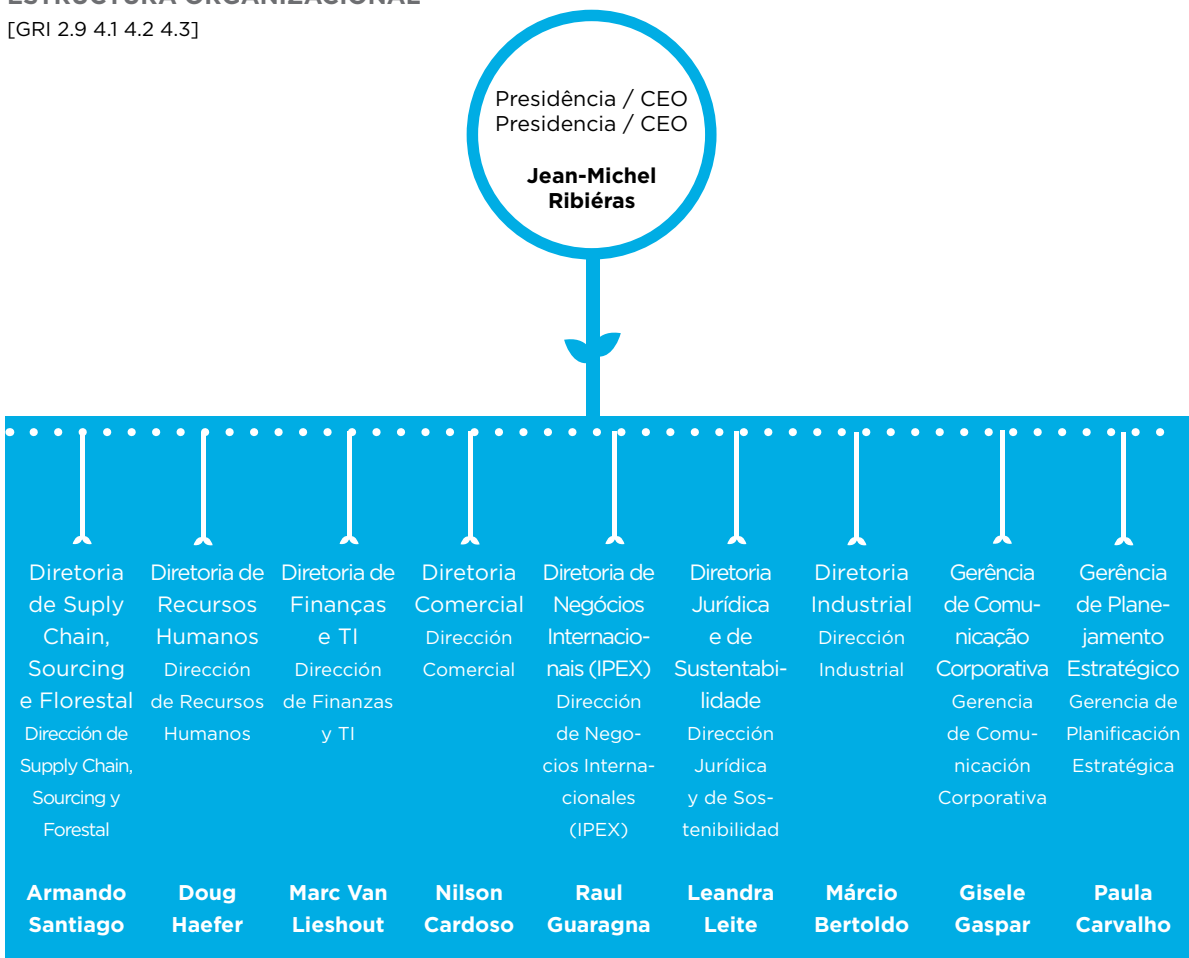 ESTRUCTURA ORGANIZACIONAL
[GRI 2.9 4.1 4.2 4.3]
Presidência / CEO
Presidencia / CEO
Jean-Michel
Ribiéras
Diretoria
de Suply
Chain,
Sourcing
e Florestal
Dirección de
Supply Chain,
Sourcing y
Forestal
Armando
Santiago
Diretoria de
Recursos
Humanos
Dirección
de Recursos
Humanos
Doug
Haefer
Diretoria de
Finanças
e TI
Dirección
de Finanzas
y TI
Marc Van
Lieshout
Diretoria
Comercial
Dirección
Comercial
Nilson
Cardoso
Diretoria de
Negócios
Internacio-
nais (IPEX)
Dirección
de Nego-
cios Interna-
cionales
(IPEX)
Raul
Guaragna
Diretoria
Jurídica
e de
Sustentabi-
lidade
Dirección
Jurídica
y de Sos-
tenibilidad
Leandra
Leite
Diretoria
Industrial
Dirección
Industrial
Márcio
Bertoldo
Gerência
de Comu-
nicação
Corporativa
Gerencia
de Comu-
nicación
Corporativa
Gisele
Gaspar
Gerência
de Plane-
jamento
Estratégico
Gerencia de
Planificación
Estratégica
Paula
Carvalho